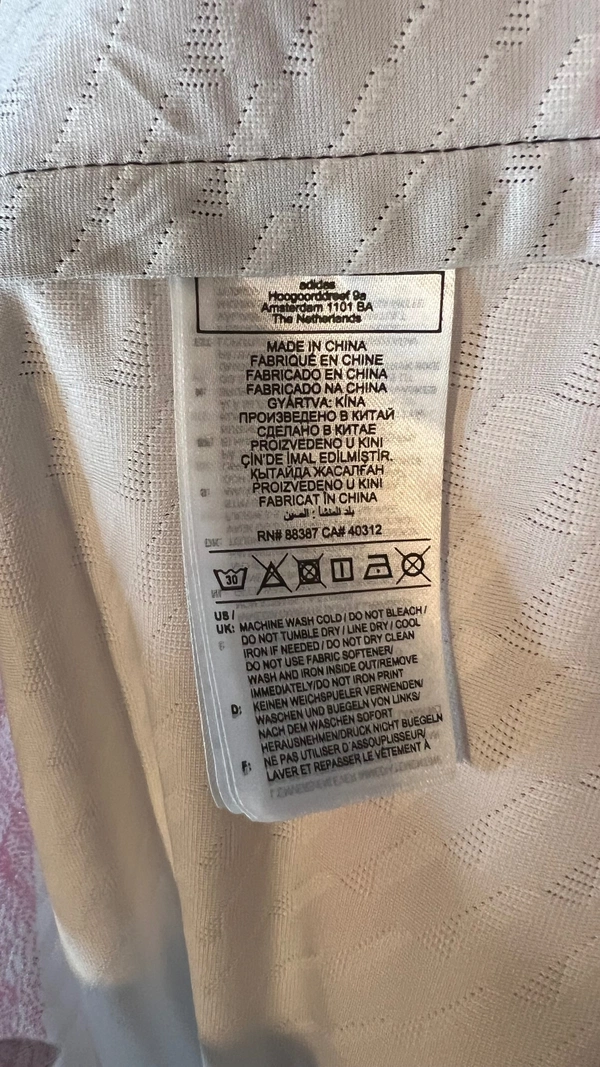 adidas
Hoogoorddreef 9a
Amsterdam 1101 BA
The Netherlands
MADE IN CHINA
FABRIQUÉ EN CHINE
FABRICADO EN CHINA
FABRICADO NA CHINA
GYÁRTVA: KÍNA
ПРОИЗВЕДЕНО В КИТАЙ
СДЕЛАНО В КИТАЕ
PROIZVEDENO U KINI
ÇİN'DE İMAL EDİLMİŞTİR.
ҚЫТАЙДА ЖАСАЛҒАН
PROIZVEDENO U KINI
FABRICAT ÎN CHINA
بلد المنشأ : الصين
RN# 88387 CA# 40312
30
US /
UK: MACHINE WASH COLD / DO NOT BLEACH /
DO NOT TUMBLE DRY / LINE DRY / COOL
IRON IF NEEDED / DO NOT DRY CLEAN
DO NOT USE FABRIC SOFTENER/
WASH AND IRON INSIDE OUT/REMOVE
IMMEDIATELY/DO NOT IRON PRINT
D: KEINEN WEICHSPUELER VERWENDEN/
WASCHEN UND BUEGELN VON LINKS/
NACH DEM WASCHEN SOFORT
HERAUSNEHMEN/DRUCK NICHT BUEGELN
F: NE PAS UTILISER D'ASSOUPLISSEUR/
LAVER ET REPASSER LE VÊTEMENT À